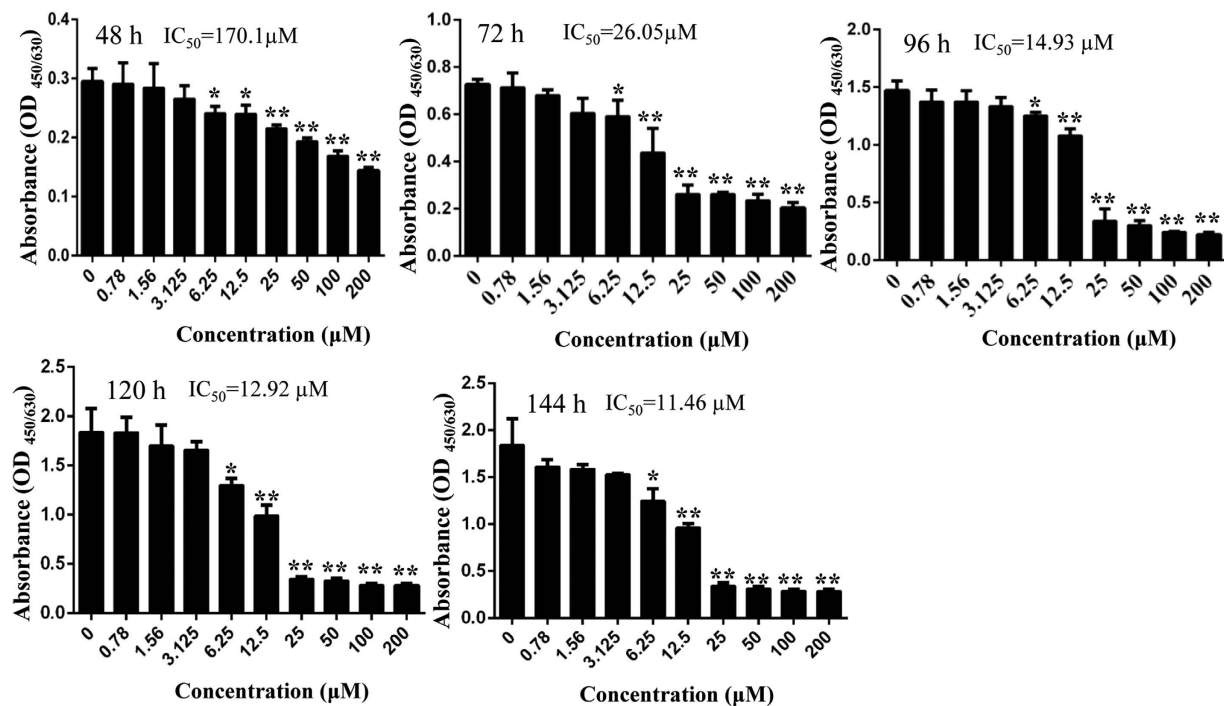 48 h IC50=170.1μM
Absorbance (OD 450/630)
0.4
0.3
0.2
0.1
0.0
0 0.78 1.56 3.125 6.25 12.5 25 50 100 200
* * ** ** ** **
Concentration (μM)
72 h IC50=26.05μM
Absorbance (OD 450/630)
1.0
0.8
0.6
0.4
0.2
0.0
0 0.78 1.56 3.125 6.25 12.5 25 50 100 200
* ** ** ** ** **
Concentration (μM)
96 h IC50=14.93 μM
Absorbance (OD 450/630)
2.0
1.5
1.0
0.5
0.0
0 0.78 1.56 3.125 6.25 12.5 25 50 100 200
* ** ** ** ** **
Concentration (μM)
120 h IC50=12.92 μM
Absorbance (OD 450/630)
2.5
2.0
1.5
1.0
0.5
0.0
0 0.78 1.56 3.125 6.25 12.5 25 50 100 200
* ** ** ** ** **
Concentration (μM)
144 h IC50=11.46 μM
Absorbance (OD 450/630)
2.5
2.0
1.5
1.0
0.5
0.0
0 0.78 1.56 3.125 6.25 12.5 25 50 100 200
* ** ** ** ** **
Concentration (μM)